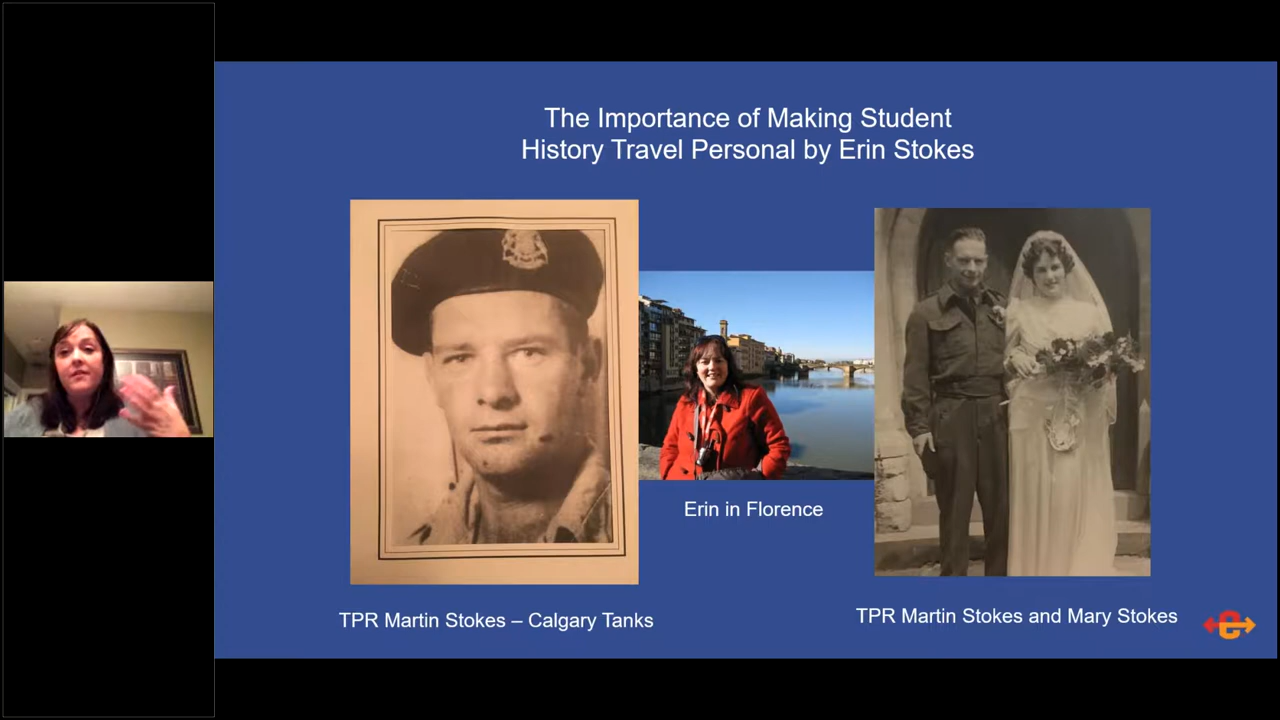 The Importance of Making Student
History Travel Personal by Erin Stokes
Erin in Florence
TPR Martin Stokes – Calgary Tanks
TPR Martin Stokes and Mary Stokes
e